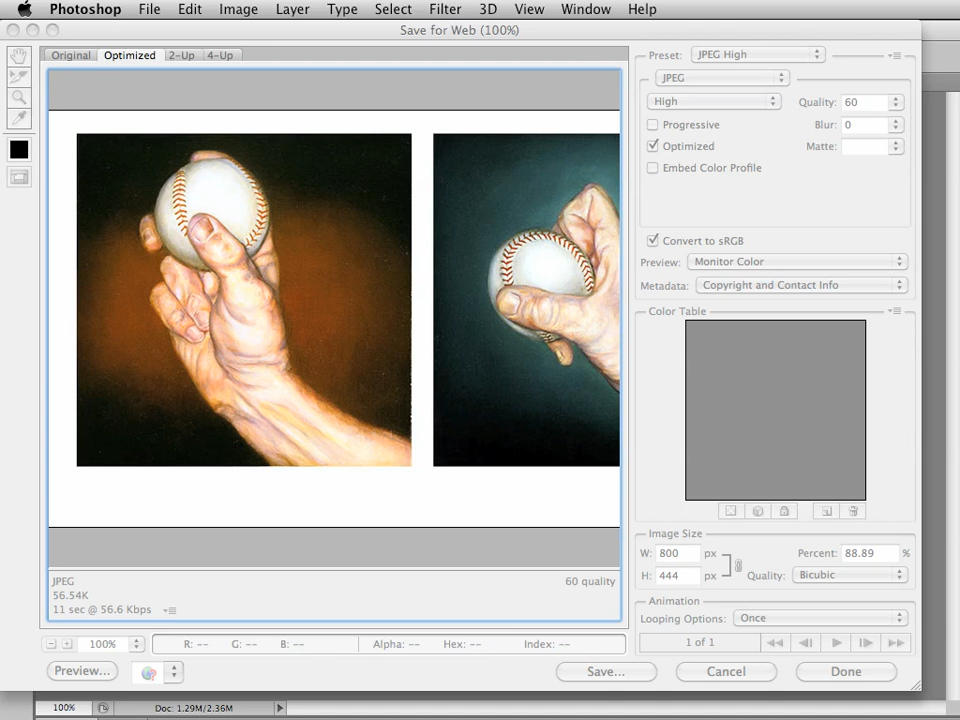 Photoshop File Edit Image Layer Type Select Filter 3D View Window Help
Save for Web (100%)
Original Optimized 2-Up 4-Up
Preset: JPEG High
JPEG
High Quality: 60
Progressive Blur: 0
Optimized Matte:
Embed Color Profile
Convert to sRGB
Preview: Monitor Color
Metadata: Copyright and Contact Info
Color Table
Image Size
W: 800 px Percent: 88.89 %
H: 444 px Quality: Bicubic
Animation
Looping Options: Once
1 of 1
JPEG 60 quality
56.54K
11 sec @ 56.6 Kbps
100% R: -- G: -- B: -- Alpha: -- Hex: -- Index: --
Preview... Save... Cancel Done
100% Doc: 1.29M/2.36M